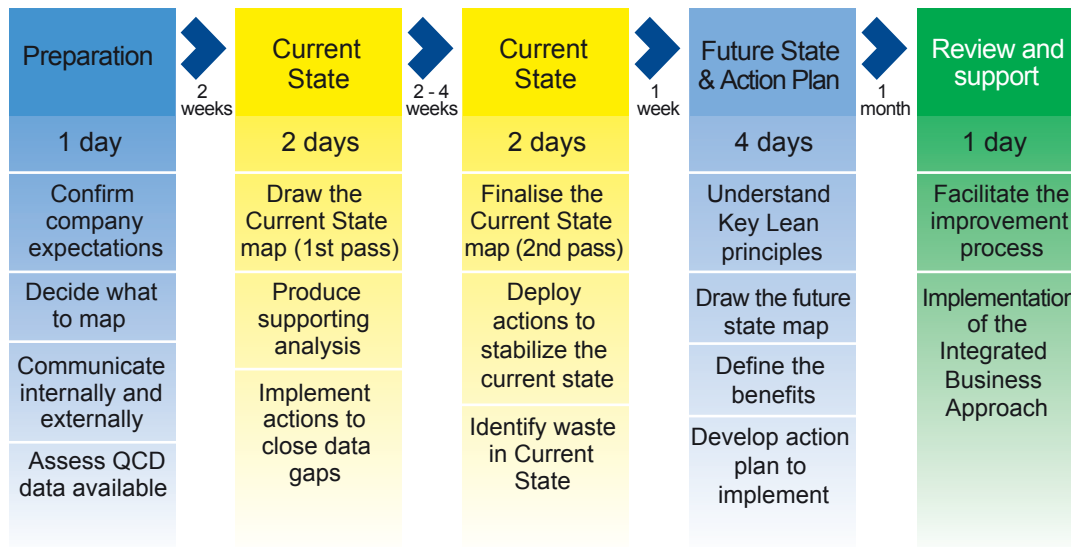 Preparation
2
weeks
Current
State
2 - 4
weeks
Current
State
1
week
Future State
& Action Plan
1
month
Review and
support
1 day
2 days
2 days
4 days
1 day
Confirm
company
expectations
Decide what
to map
Communicate
internally and
externally
Assess QCD
data available
Draw the
Current State
map (1st pass)
Produce
supporting
analysis
Implement
actions to
close data
gaps
Finalise the
Current State
map (2nd pass)
Deploy
actions to
stabilize the
current state
Identify waste
in Current
State
Understand
Key Lean
principles
Draw the future
state map
Define the
benefits
Develop action
plan to
implement
Facilitate the
improvement
process
Implementation
of the
Integrated
Business
Approach